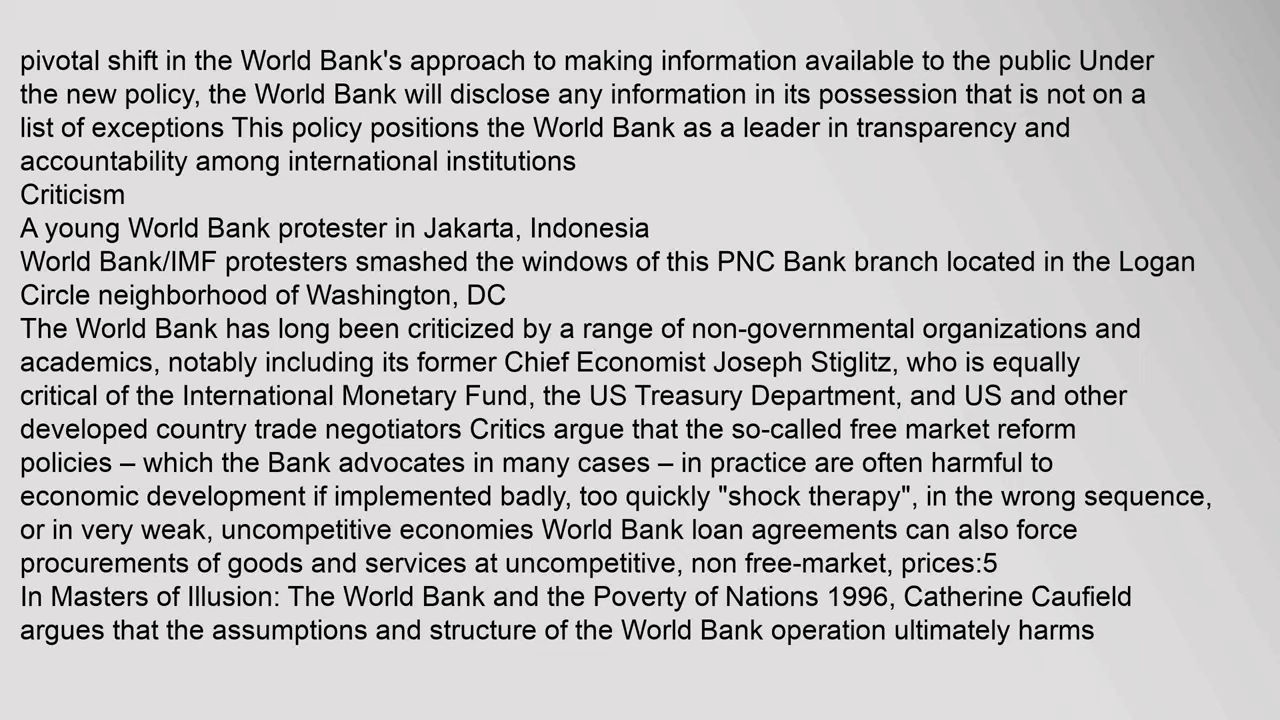 pivotal shift in the World Bank's approach to making information available to the public Under
the new policy, the World Bank will disclose any information in its possession that is not on a
list of exceptions This policy positions the World Bank as a leader in transparency and
accountability among international institutions
Criticism
A young World Bank protester in Jakarta, Indonesia
World Bank/IMF protesters smashed the windows of this PNC Bank branch located in the Logan
Circle neighborhood of Washington, DC
The World Bank has long been criticized by a range of non-governmental organizations and
academics, notably including its former Chief Economist Joseph Stiglitz, who is equally
critical of the International Monetary Fund, the US Treasury Department, and US and other
developed country trade negotiators Critics argue that the so-called free market reform
policies – which the Bank advocates in many cases – in practice are often harmful to
economic development if implemented badly, too quickly "shock therapy", in the wrong sequence,
or in very weak, uncompetitive economies World Bank loan agreements can also force
procurements of goods and services at uncompetitive, non free-market, prices:5
In Masters of Illusion: The World Bank and the Poverty of Nations 1996, Catherine Caufield
argues that the assumptions and structure of the World Bank operation ultimately harms